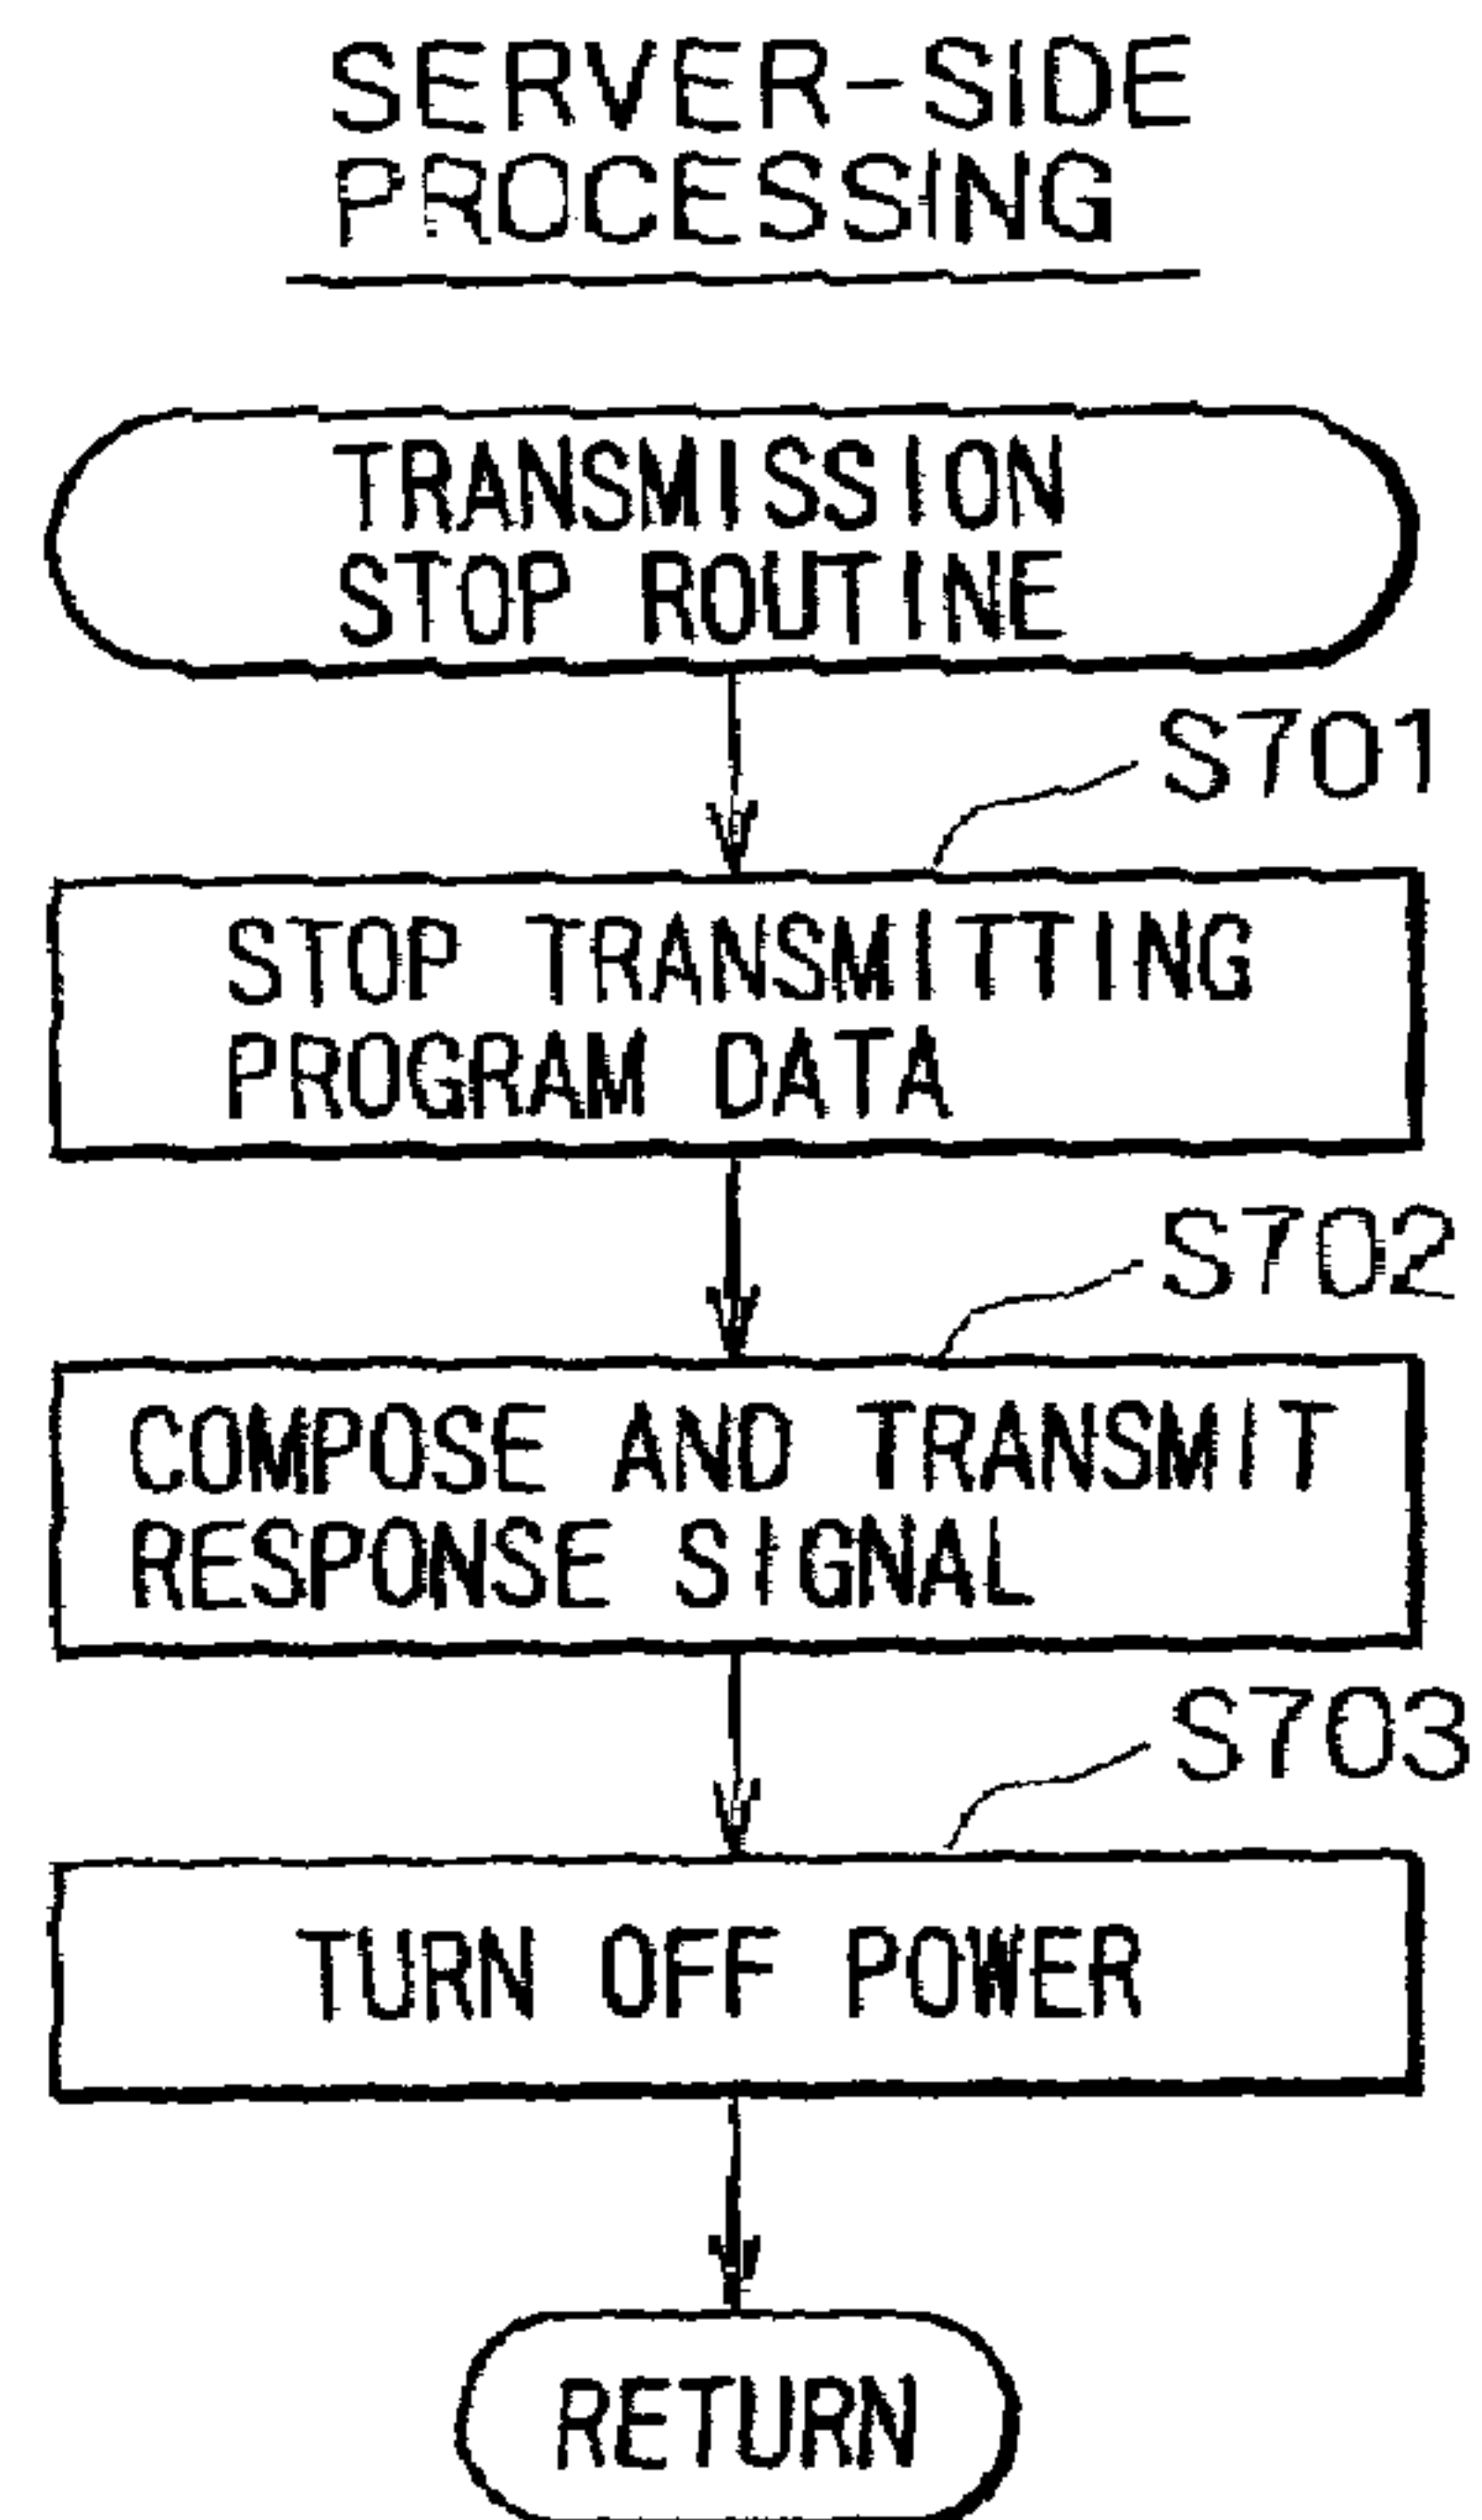 SERVER-SIDE
PROCESSING
TRANSMISSION
STOP ROUTINE
S701
STOP TRANSMITTING
PROGRAM DATA
S702
COMPOSE AND TRANSMIT
RESPONSE SIGNAL
S703
TURN OFF POWER
RETURN